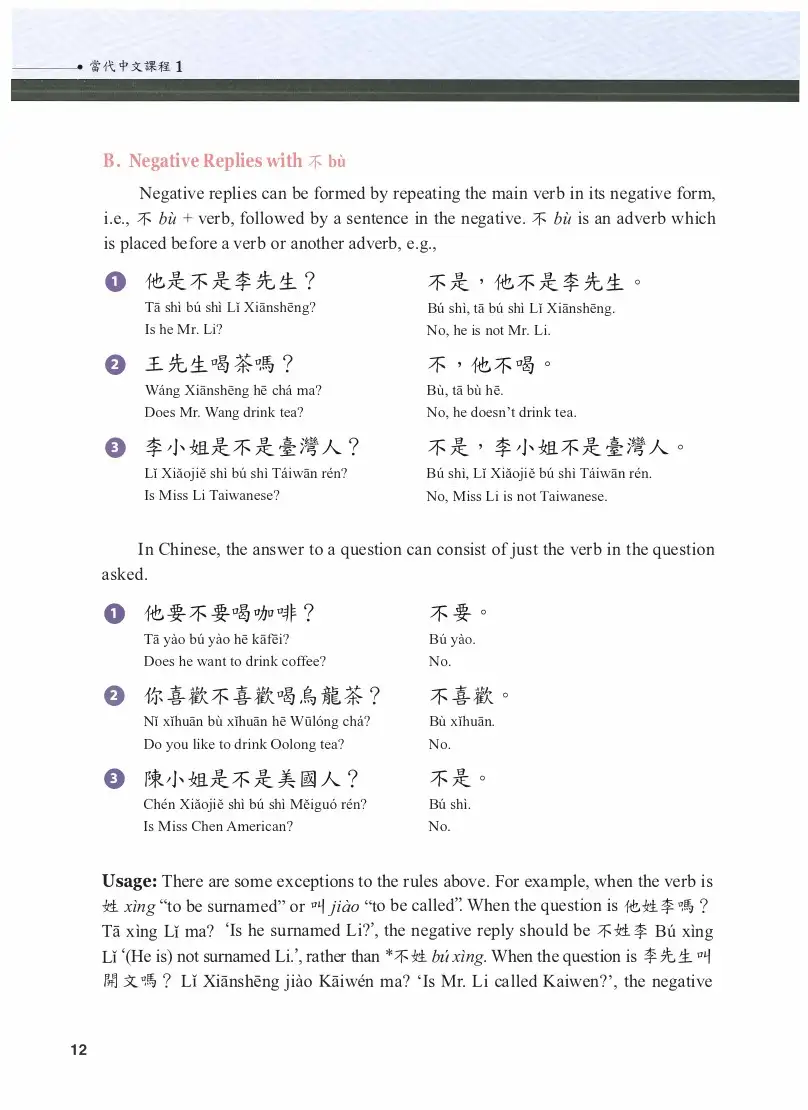 • 當代中文課程 1
B. Negative Replies with 不 bù
Negative replies can be formed by repeating the main verb in its negative form,
i.e., 不 bù + verb, followed by a sentence in the negative. 不 bù is an adverb which
is placed before a verb or another adverb, e.g.,
1 他是不是李先生？ 不是，他不是李先生。
Tā shì bú shì Lǐ Xiānshēng? Bú shì, tā bú shì Lǐ Xiānshēng.
Is he Mr. Li? No, he is not Mr. Li.
2 王先生喝茶嗎？ 不，他不喝。
Wáng Xiānshēng hē chá ma? Bù, tā bù hē.
Does Mr. Wang drink tea? No, he doesn't drink tea.
3 李小姐是不是臺灣人？ 不是，李小姐不是臺灣人。
Lǐ Xiǎojiě shì bú shì Táiwān rén? Bú shì, Lǐ Xiǎojiě bú shì Táiwān rén.
Is Miss Li Taiwanese? No, Miss Li is not Taiwanese.
In Chinese, the answer to a question can consist of just the verb in the question
asked.
1 他要不要喝咖啡？ 不要。
Tā yào bú yào hē kāfēi? Bú yào.
Does he want to drink coffee? No.
2 你喜歡不喜歡喝烏龍茶？ 不喜歡。
Nǐ xǐhuān bù xǐhuān hē Wūlóng chá? Bù xǐhuān.
Do you like to drink Oolong tea? No.
3 陳小姐是不是美國人？ 不是。
Chén Xiǎojiě shì bú shì Měiguó rén? Bú shì.
Is Miss Chen American? No.
Usage: There are some exceptions to the rules above. For example, when the verb is
姓 xìng “to be surnamed” or 叫 jiào “to be called”. When the question is 他姓李嗎？
Tā xìng Lǐ ma? ‘Is he surnamed Li?’, the negative reply should be 不姓李 Bú xìng
Lǐ ‘(He is) not surnamed Li.’, rather than *不姓 bú xìng. When the question is 李先生叫
開文嗎？ Lǐ Xiānshēng jiào Kāiwén ma? ‘Is Mr. Li called Kaiwen?’, the negative
12